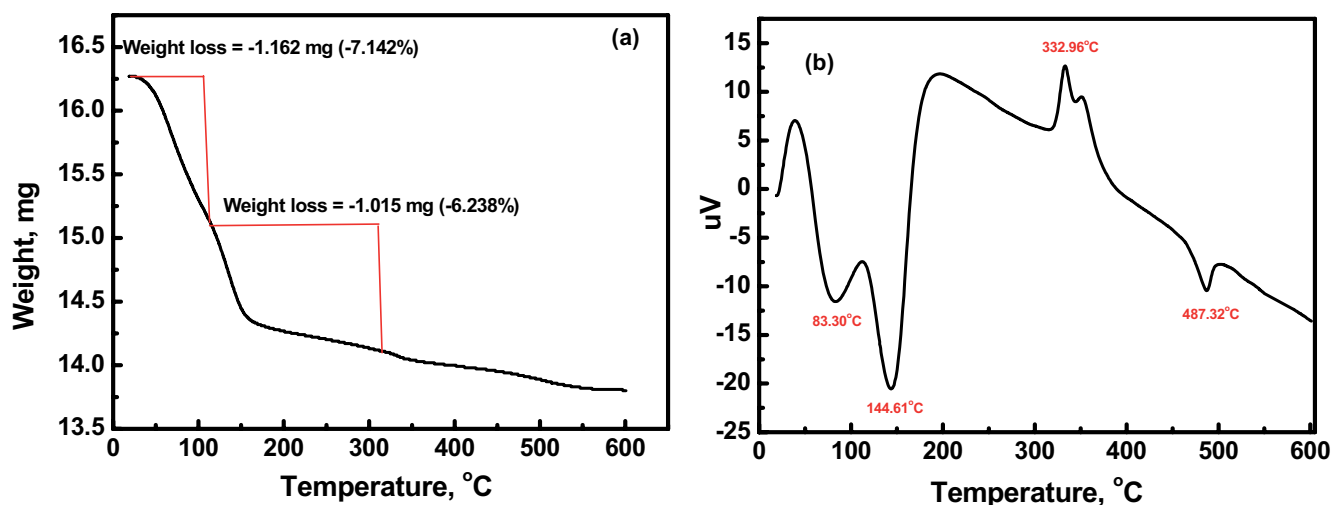 (a)
Weight loss = -1.162 mg (-7.142%)
Weight loss = -1.015 mg (-6.238%)
16.5
16.0
15.5
15.0
14.5
14.0
13.5
Weight, mg
0 100 200 300 400 500 600
Temperature, °C
(b)
332.96°C
83.30°C
144.61°C
487.32°C
15
10
5
0
-5
-10
-15
-20
-25
uV
0 100 200 300 400 500 600
Temperature, °C